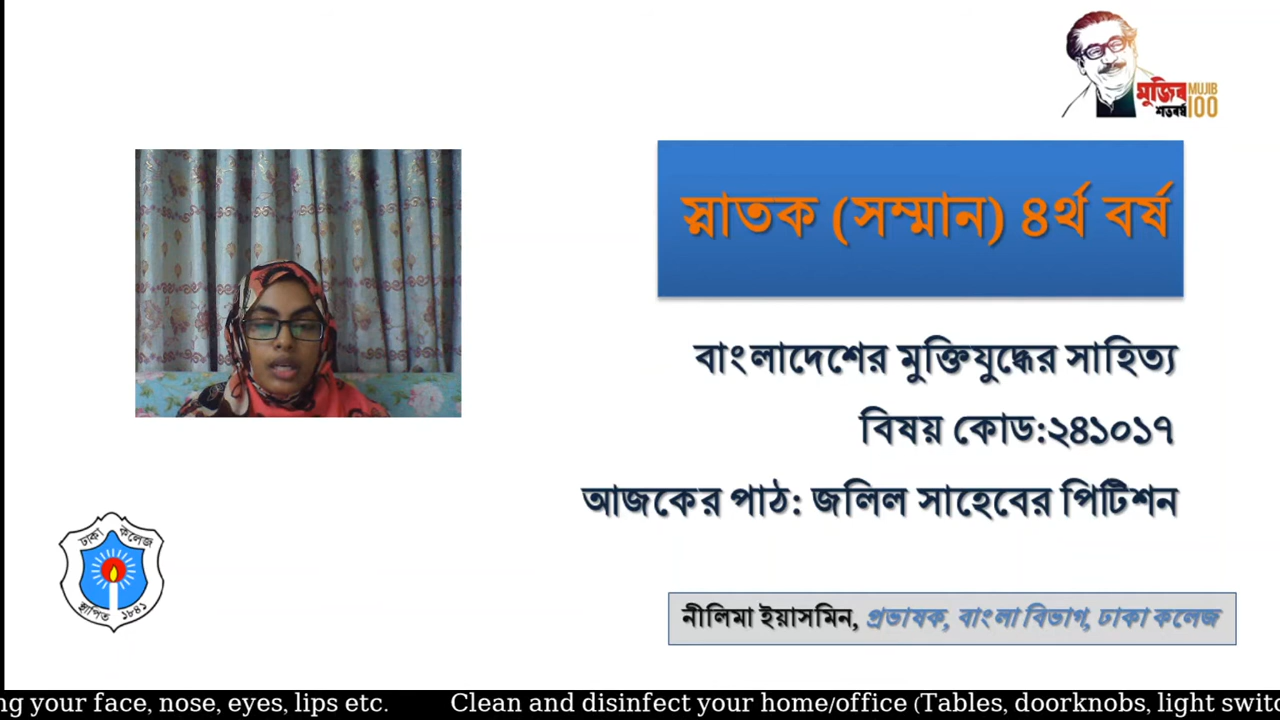 মুজিব
শতবর্ষ
MUJIB
100
স্নাতক (সম্মান) ৪র্থ বর্ষ
বাংলাদেশের মুক্তিযুদ্ধের সাহিত্য
বিষয় কোড:২৪১০১৭
আজকের পাঠ: জলিল সাহেবের পিটিশন
ঢাকা কলেজ
স্থাপিত ১৮৪১
নীলিমা ইয়াসমিন, প্রভাষক, বাংলা বিভাগ, ঢাকা কলেজ
ng your face, nose, eyes, lips etc. Clean and disinfect your home/office (Tables, doorknobs, light switc